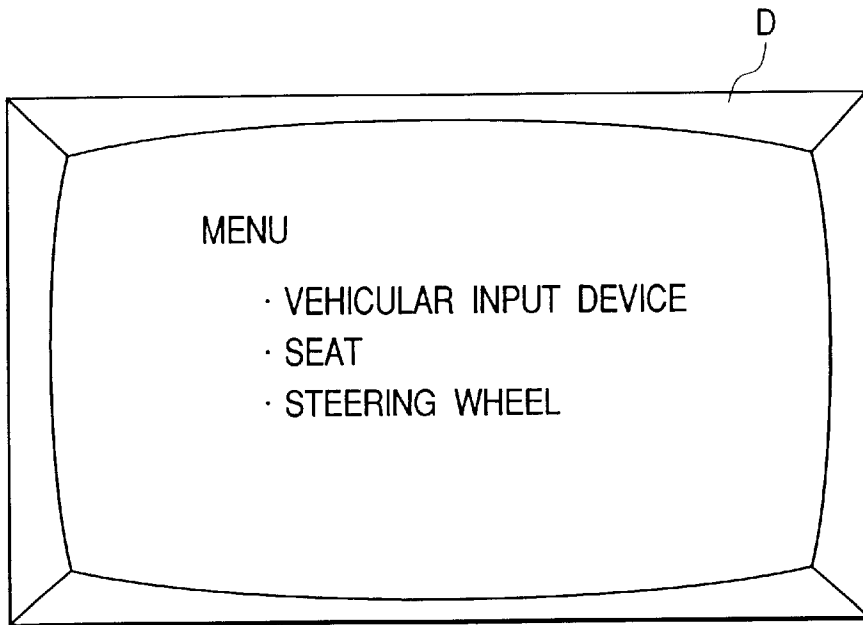 D
MENU
· VEHICULAR INPUT DEVICE
· SEAT
· STEERING WHEEL